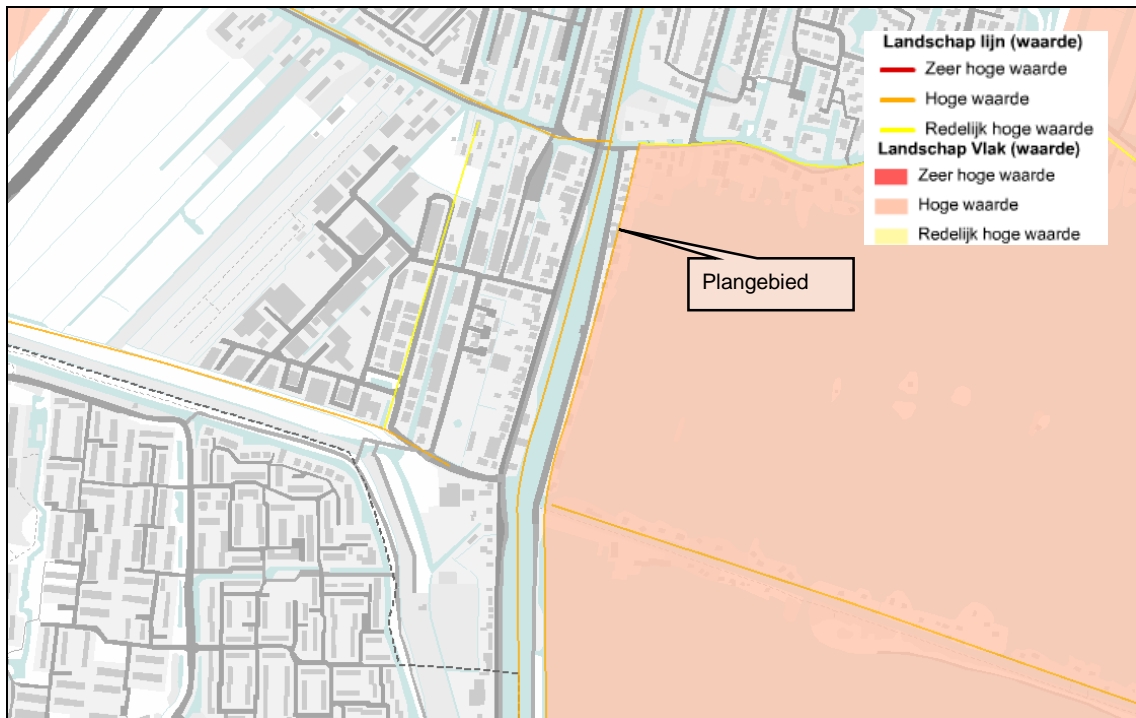 Landschap lijn (waarde)
Zeer hoge waarde
Hoge waarde
Redelijk hoge waarde
Landschap Vlak (waarde)
Zeer hoge waarde
Hoge waarde
Redelijk hoge waarde
Plangebied